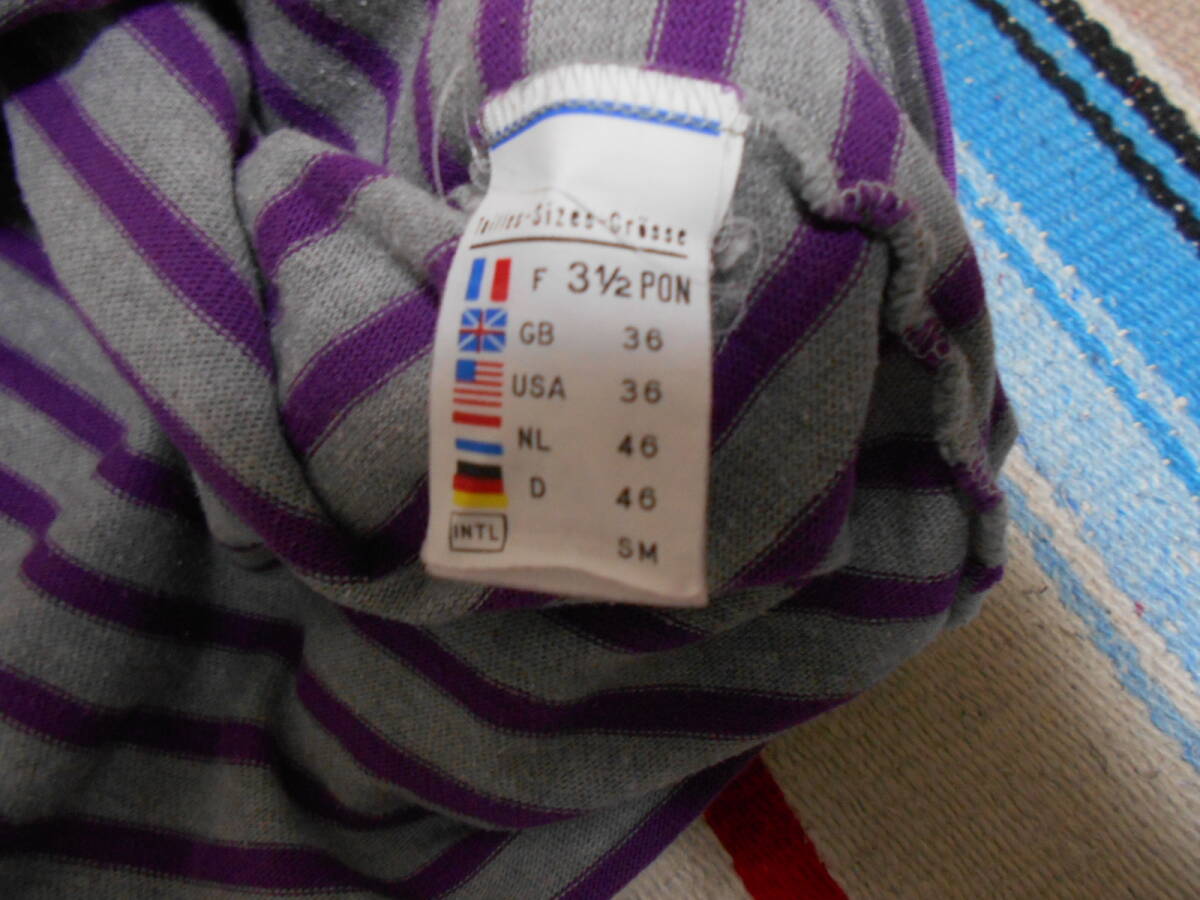 Tailles-Sizes-Grösse
F 3½ PON
GB 36
USA 36
NL 46
D 46
INTL SM